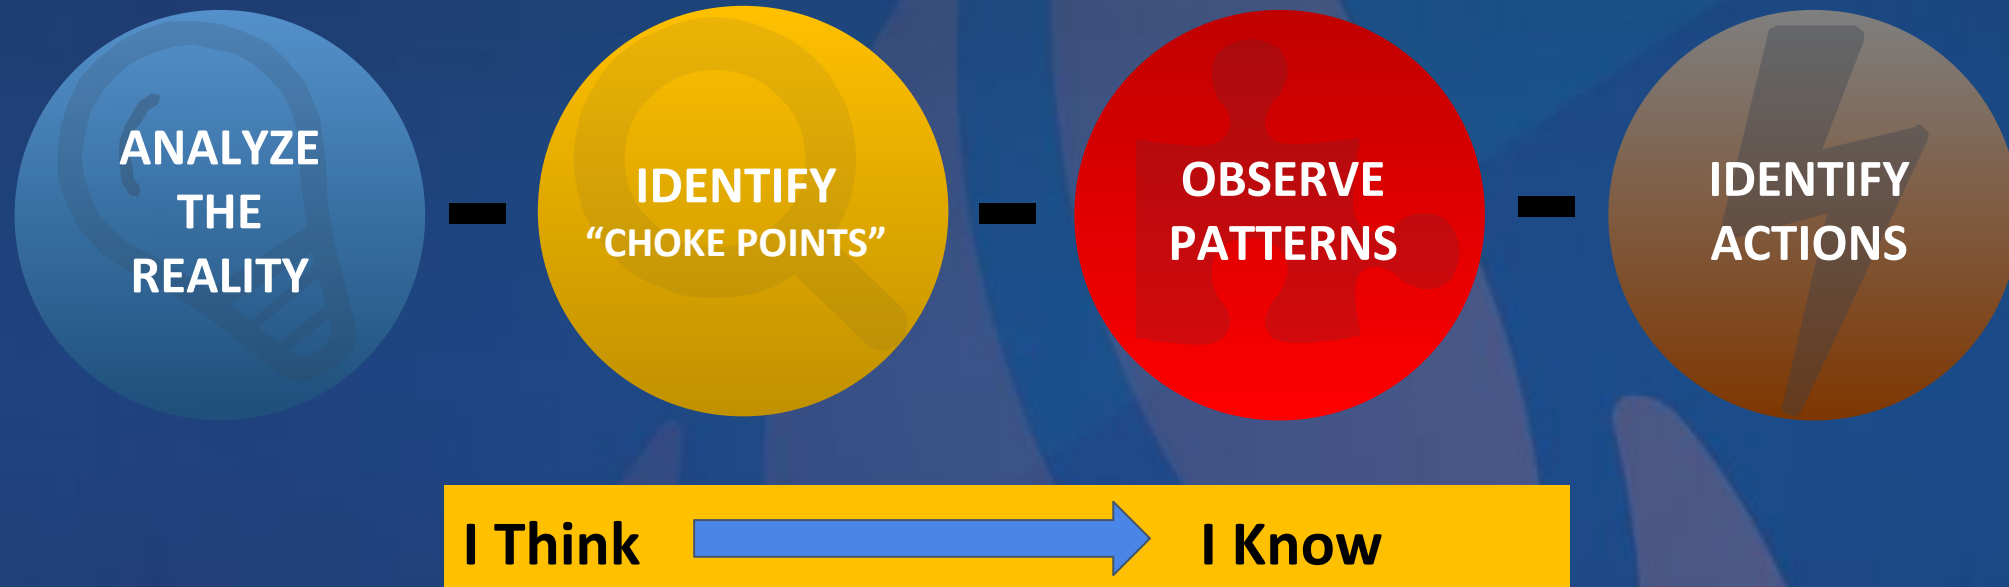 ANALYZE
THE
REALITY
IDENTIFY
“CHOKE POINTS”
OBSERVE
PATTERNS
IDENTIFY
ACTIONS
I Think
I Know